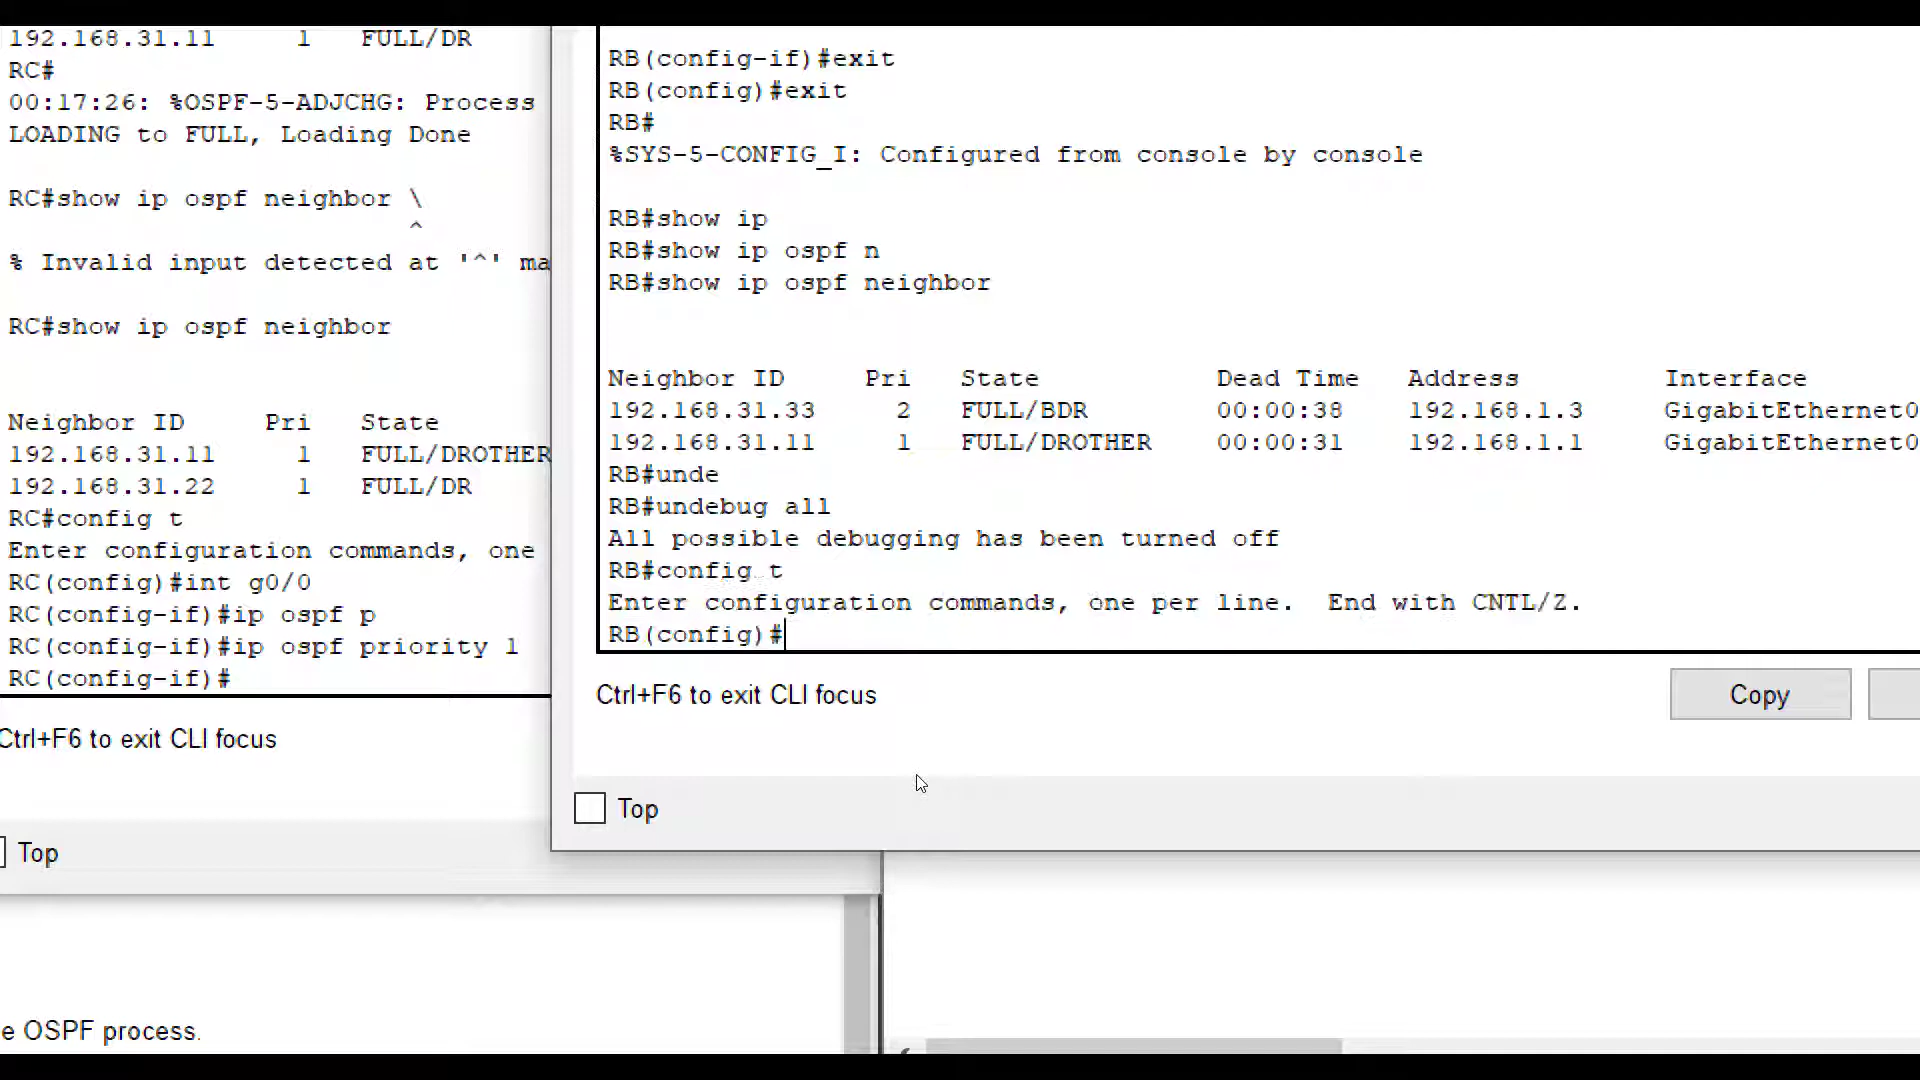 192.168.31.11 1 FULL/DR
RC#
00:17:26: %OSPF-5-ADJCHG: Process
LOADING to FULL, Loading Done
RC#show ip ospf neighbor \
^
% Invalid input detected at '^' ma
RC#show ip ospf neighbor
Neighbor ID Pri State
192.168.31.11 1 FULL/DROTHER
192.168.31.22 1 FULL/DR
RC#config t
Enter configuration commands, one
RC(config)#int g0/0
RC(config-if)#ip ospf p
RC(config-if)#ip ospf priority 1
RC(config-if)#
Ctrl+F6 to exit CLI focus
Top
e OSPF process.
RB(config-if)#exit
RB(config)#exit
RB#
%SYS-5-CONFIG_I: Configured from console by console
RB#show ip
RB#show ip ospf n
RB#show ip ospf neighbor
Neighbor ID Pri State Dead Time Address Interface
192.168.31.33 2 FULL/BDR 00:00:38 192.168.1.3 GigabitEthernet0
192.168.31.11 1 FULL/DROTHER 00:00:31 192.168.1.1 GigabitEthernet0
RB#unde
RB#undebug all
All possible debugging has been turned off
RB#config t
Enter configuration commands, one per line. End with CNTL/Z.
RB(config)#
Ctrl+F6 to exit CLI focus
Copy
Top